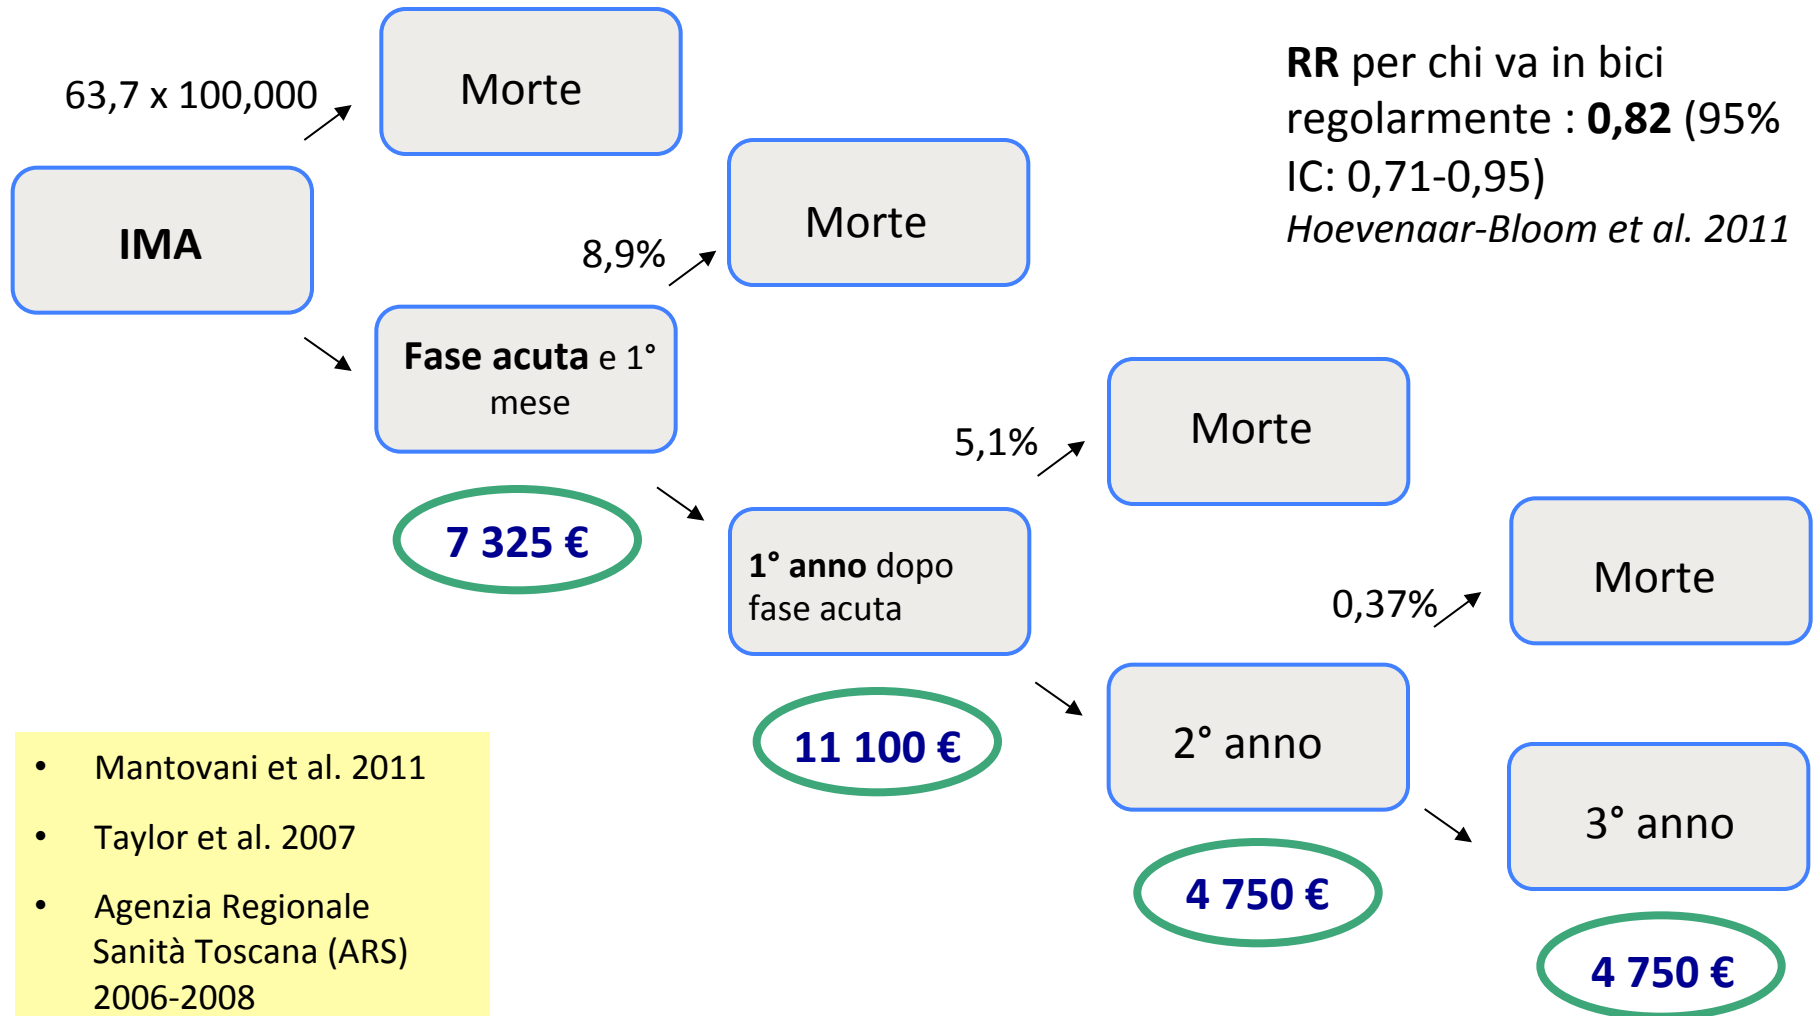 63,7 x 100,000
Morte
RR per chi va in bici
regolarmente : 0,82 (95%
IC: 0,71-0,95)
Hoevenaar-Bloom et al. 2011
IMA
8,9%
Morte
Fase acuta e 1°
mese
7 325 €
5,1%
Morte
1° anno dopo
fase acuta
11 100 €
0,37%
Morte
2° anno
4 750 €
3° anno
4 750 €
• Mantovani et al. 2011
• Taylor et al. 2007
• Agenzia Regionale
Sanità Toscana (ARS)
2006-2008